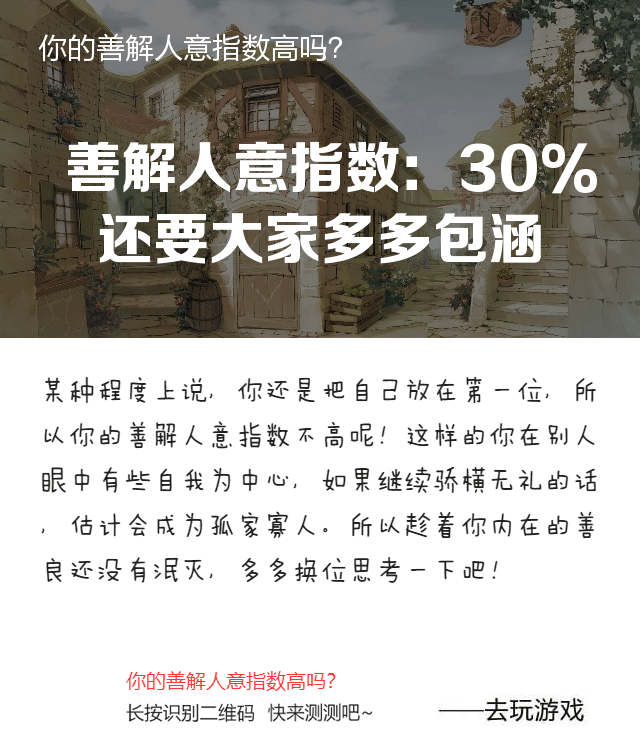 你的善解人意指数高吗?
善解人意指数：30%
还要大家多多包涵
某种程度上说，你还是把自己放在第一位，所
以你的善解人意指数不高呢！这样的你在别人
眼中有些自我为中心，如果继续骄横无礼的话
，估计会成为孤家寡人。所以趁着你内在的善
良还没有泯灭，多多换位思考一下吧！
你的善解人意指数高吗?
长按识别二维码 快来测测吧~
——去玩游戏